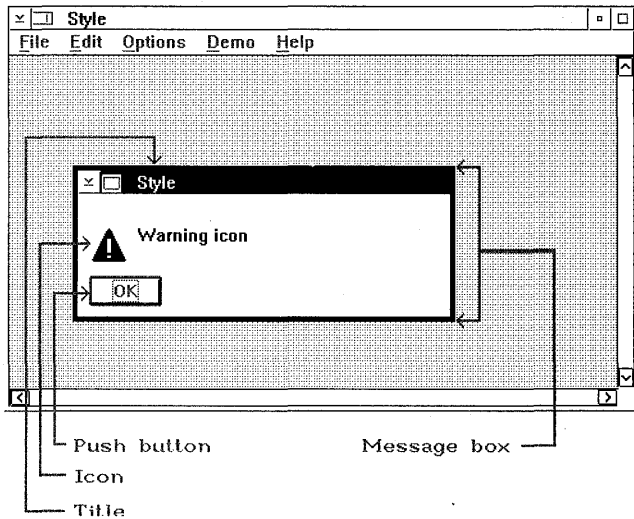 Style
File Edit Options Demo Help
Style
Warning icon
OK
Push button Message box
Icon
Title